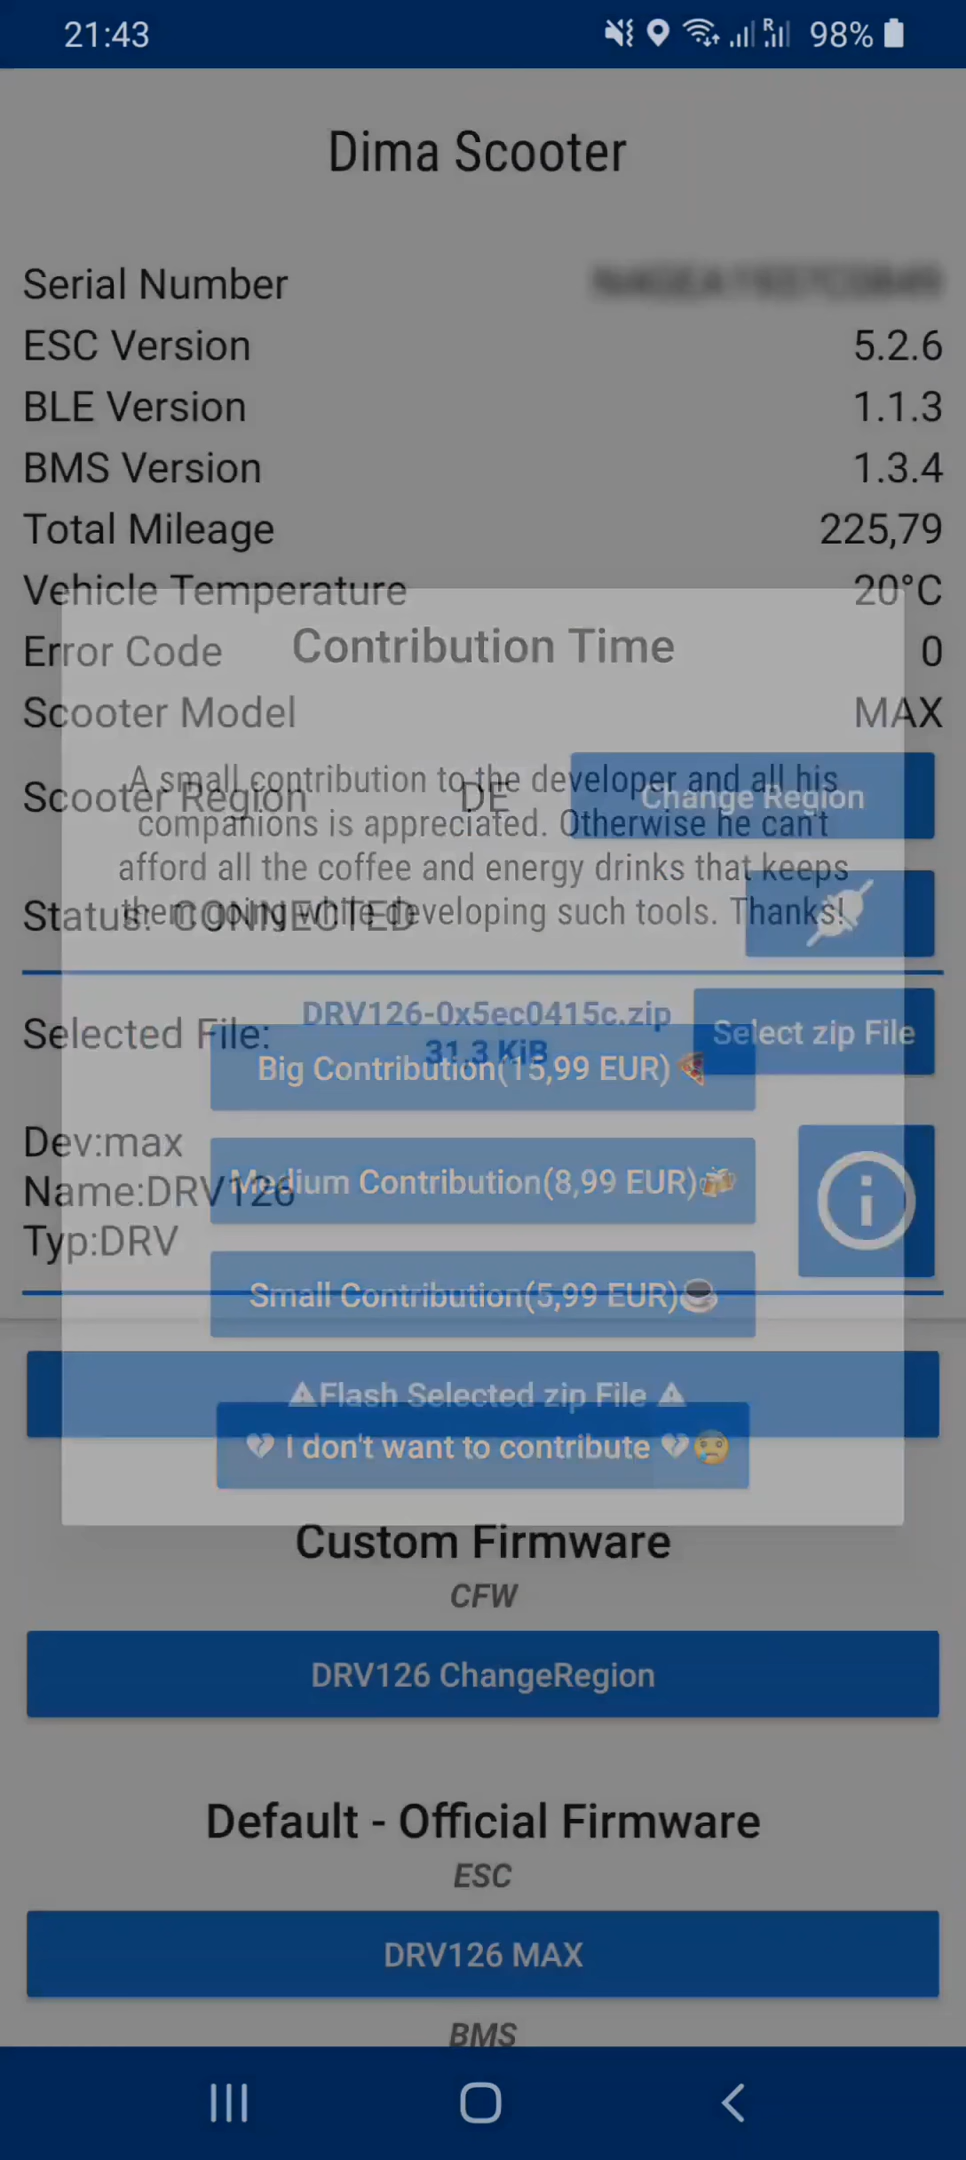 21:43
R
98%
Dima Scooter
Serial Number
ESC Version 5.2.6
BLE Version 1.1.3
BMS Version 1.3.4
Total Mileage 225,79
Vehicle Temperature 20°C
Error Code 0
Contribution Time
Scooter Model MAX
Scooter Region DE Change Region
A small contribution to the developer and all his
companions is appreciated. Otherwise he can't
afford all the coffee and energy drinks that keeps
them going while developing such tools. Thanks!
Status: CONNECTED
Selected File: DRV126-0x5ec0415c.zip
31.3 KiB
Select zip File
Big Contribution(15,99 EUR)🍕
Dev:max
Name:DRV126
Typ:DRV
Medium Contribution(8,99 EUR)🍻
Small Contribution(5,99 EUR)☕
⚠Flash Selected zip File ⚠
💔 I don't want to contribute 💔😢
Custom Firmware
CFW
DRV126 ChangeRegion
Default - Official Firmware
ESC
DRV126 MAX
BMS